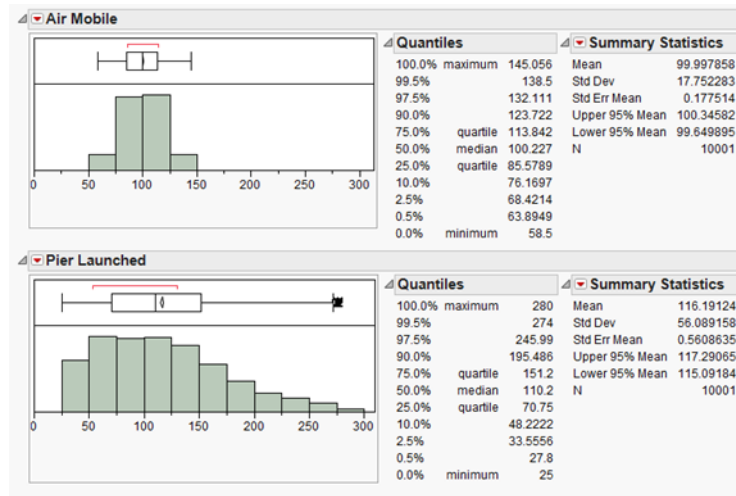 Air Mobile
0 50 100 150 200 250 300
Quantiles
100.0% maximum 145.056
99.5% 138.5
97.5% 132.111
90.0% 123.722
75.0% quartile 113.842
50.0% median 100.227
25.0% quartile 85.5789
10.0% 76.1697
2.5% 68.4214
0.5% 63.8949
0.0% minimum 58.5
Summary Statistics
Mean 99.997858
Std Dev 17.752283
Std Err Mean 0.177514
Upper 95% Mean 100.34582
Lower 95% Mean 99.649895
N 10001
Pier Launched
0 50 100 150 200 250 300
Quantiles
100.0% maximum 280
99.5% 274
97.5% 245.99
90.0% 195.486
75.0% quartile 151.2
50.0% median 110.2
25.0% quartile 70.75
10.0% 48.2222
2.5% 33.5556
0.5% 27.8
0.0% minimum 25
Summary Statistics
Mean 116.19124
Std Dev 56.089158
Std Err Mean 0.5608635
Upper 95% Mean 117.29065
Lower 95% Mean 115.09184
N 10001